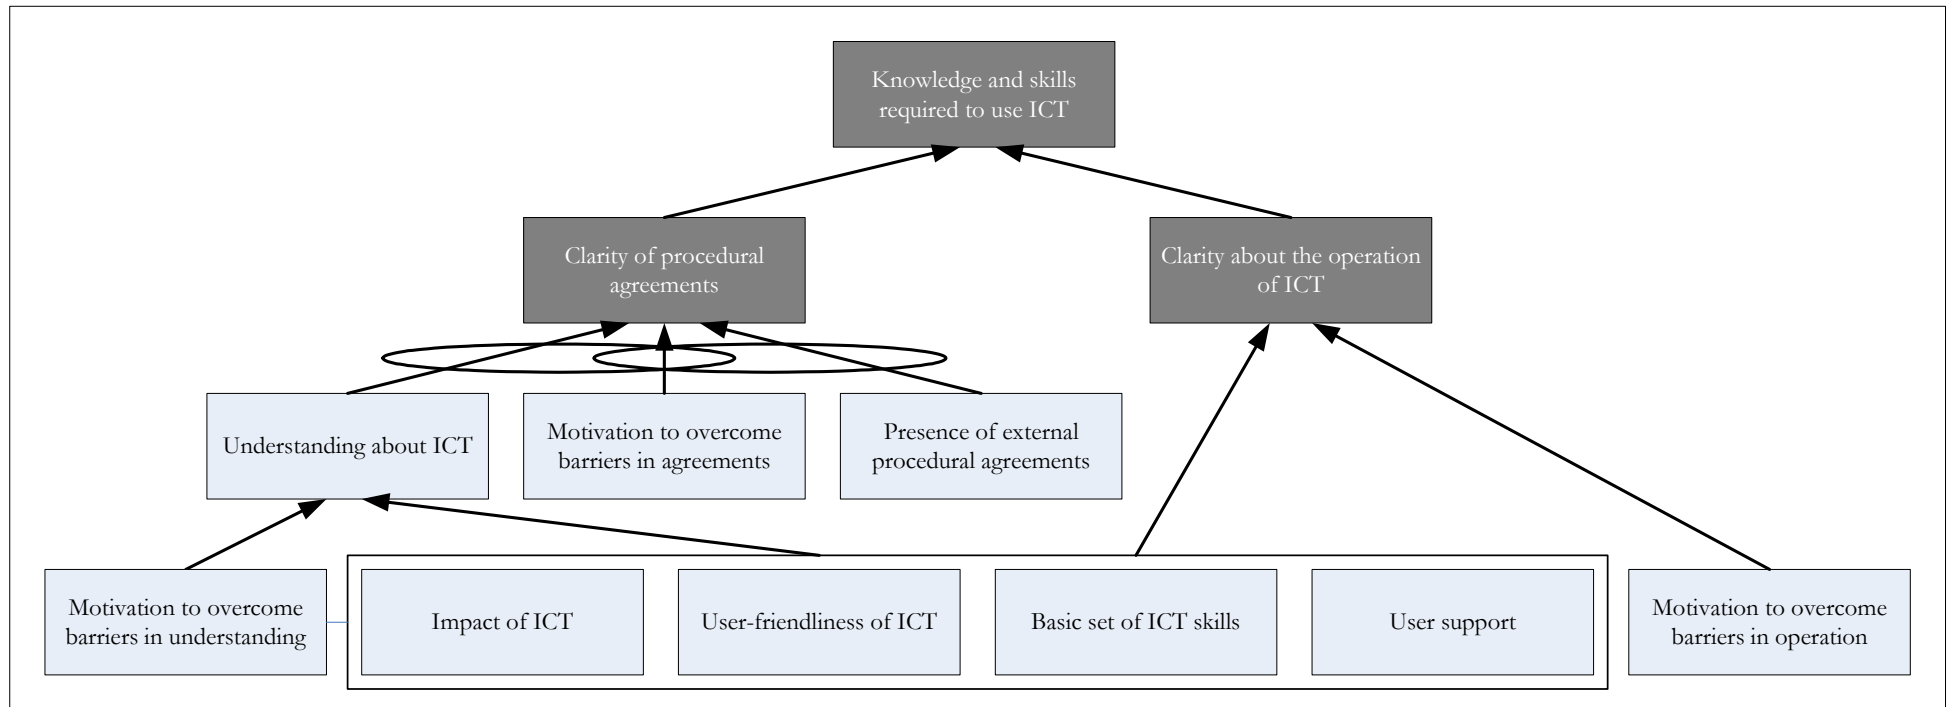 Knowledge and skills
required to use ICT
Clarity of procedural
agreements
Clarity about the operation
of ICT
Understanding about ICT
Motivation to overcome
barriers in agreements
Presence of external
procedural agreements
Motivation to overcome
barriers in understanding
Impact of ICT
User-friendliness of ICT
Basic set of ICT skills
User support
Motivation to overcome
barriers in operation